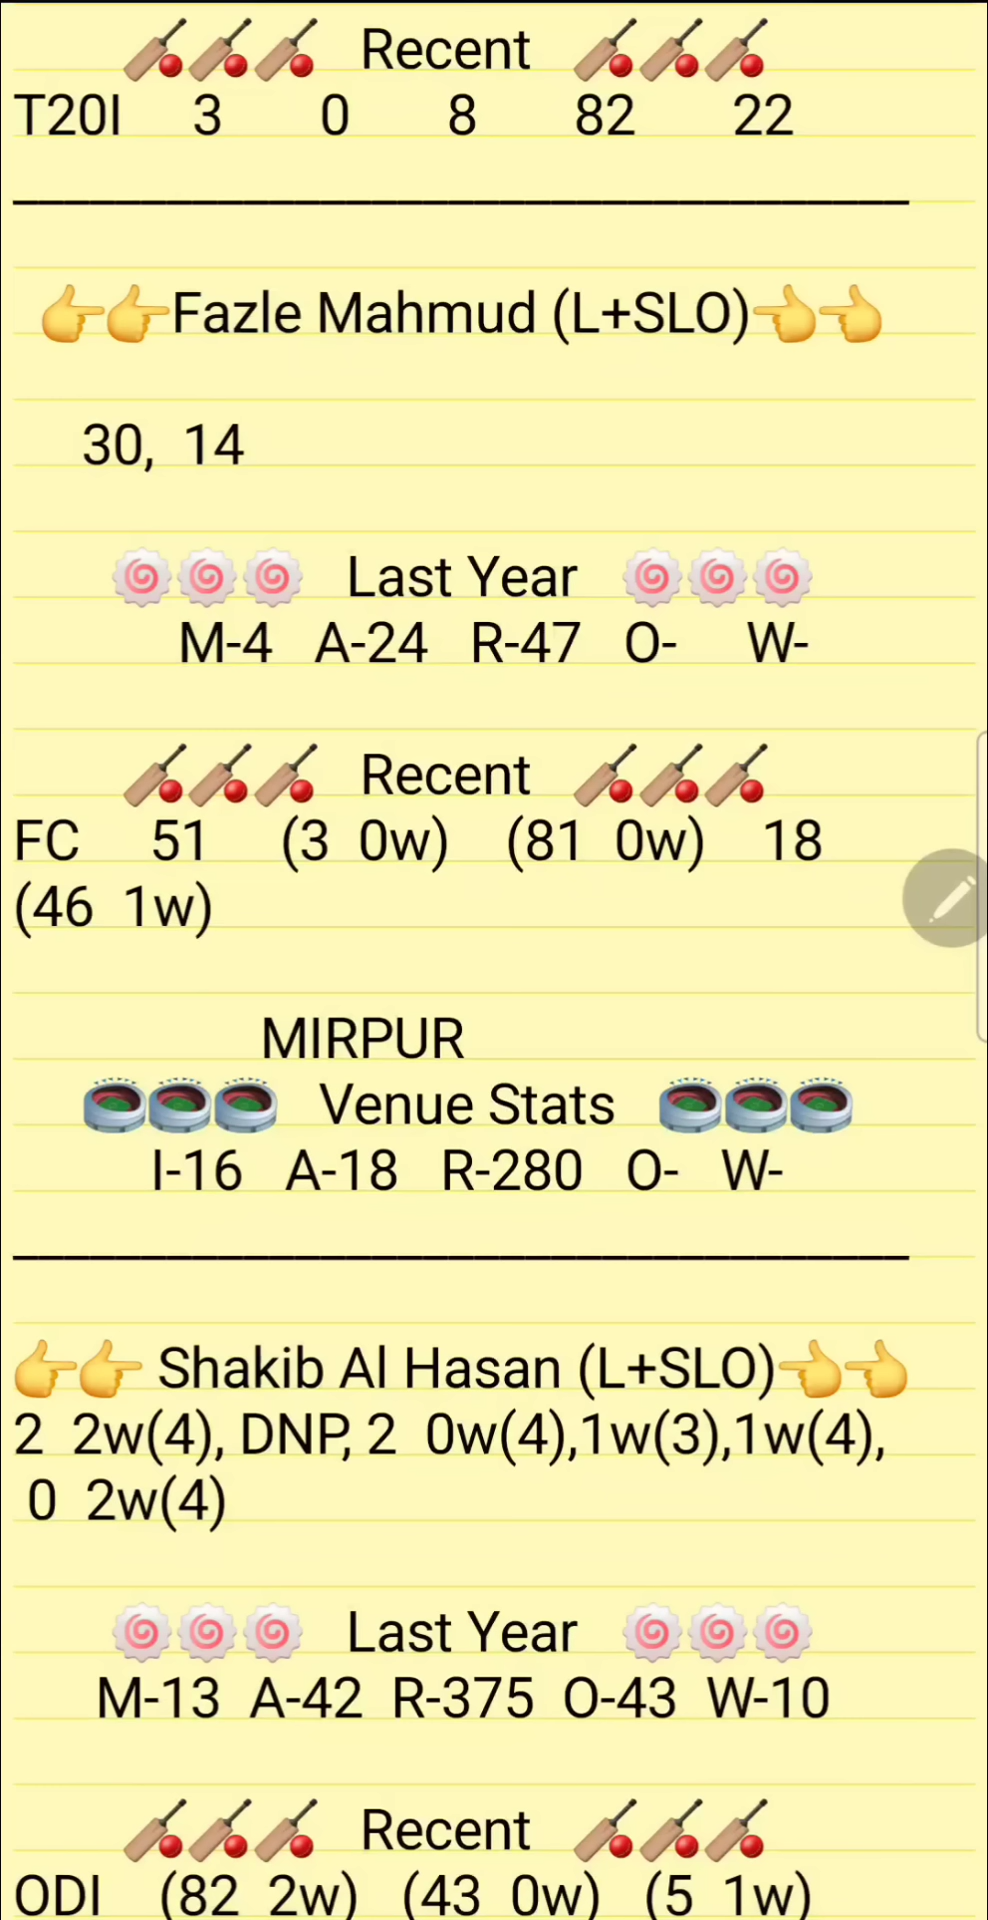 Recent
T20I 3 0 8 82 22
Fazle Mahmud (L+SLO)
30, 14
Last Year
M-4 A-24 R-47 O- W-
Recent
FC 51 (3 0w) (81 0w) 18
(46 1w)
MIRPUR
Venue Stats
I-16 A-18 R-280 O- W-
Shakib Al Hasan (L+SLO)
2 2w(4), DNP, 2 0w(4),1w(3),1w(4),
0 2w(4)
Last Year
M-13 A-42 R-375 O-43 W-10
Recent
ODI (82 2w) (43 0w) (5 1w)